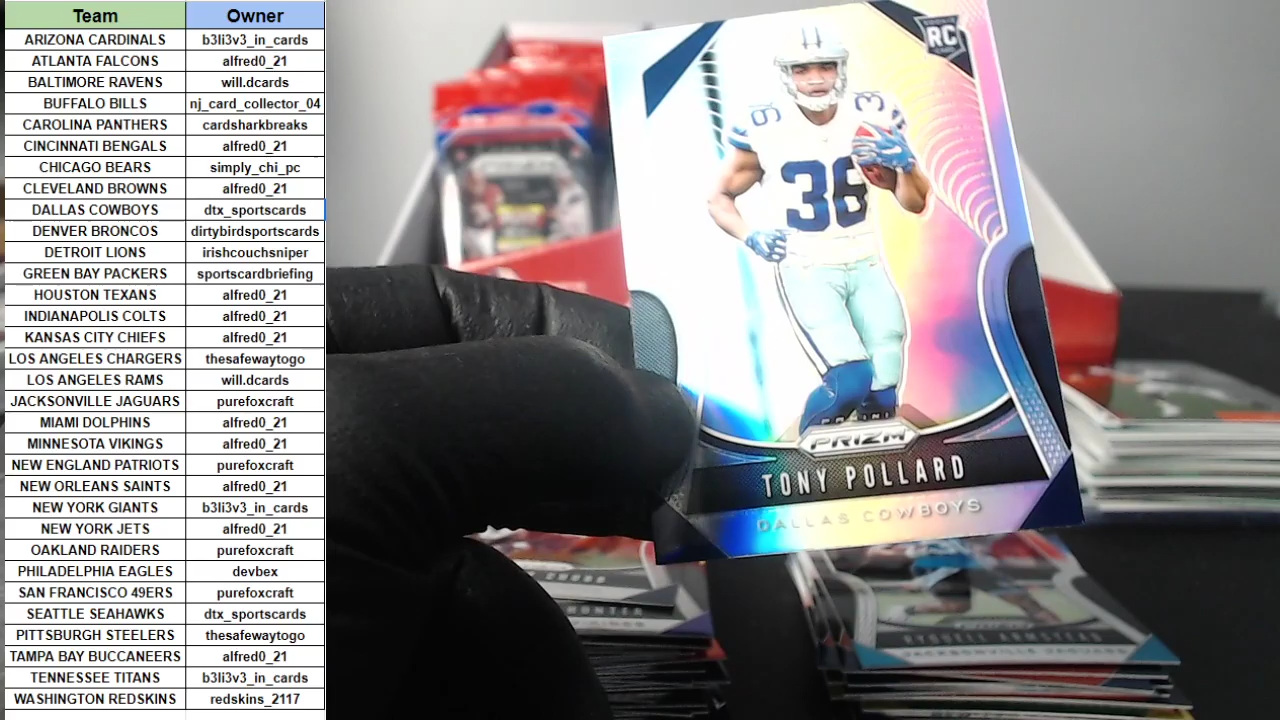 Team Owner
ARIZONA CARDINALS b3li3v3_in_cards
ATLANTA FALCONS alfred0_21
BALTIMORE RAVENS will.dcards
BUFFALO BILLS nj_card_collector_04
CAROLINA PANTHERS cardsharkbreaks
CINCINNATI BENGALS alfred0_21
CHICAGO BEARS simply_chi_pc
CLEVELAND BROWNS alfred0_21
DALLAS COWBOYS dtx_sportscards
DENVER BRONCOS dirtybirdsportscards
DETROIT LIONS irishcouchsniper
GREEN BAY PACKERS sportscardbriefing
HOUSTON TEXANS alfred0_21
INDIANAPOLIS COLTS alfred0_21
KANSAS CITY CHIEFS alfred0_21
LOS ANGELES CHARGERS thesafewaytogo
LOS ANGELES RAMS will.dcards
JACKSONVILLE JAGUARS purefoxcraft
MIAMI DOLPHINS alfred0_21
MINNESOTA VIKINGS alfred0_21
NEW ENGLAND PATRIOTS purefoxcraft
NEW ORLEANS SAINTS alfred0_21
NEW YORK GIANTS b3li3v3_in_cards
NEW YORK JETS alfred0_21
OAKLAND RAIDERS purefoxcraft
PHILADELPHIA EAGLES devbex
SAN FRANCISCO 49ERS purefoxcraft
SEATTLE SEAHAWKS dtx_sportscards
PITTSBURGH STEELERS thesafewaytogo
TAMPA BAY BUCCANEERS alfred0_21
TENNESSEE TITANS b3li3v3_in_cards
WASHINGTON REDSKINS redskins_2117
RC
36
36
PANINI
PRIZM
TONY POLLARD
DALLAS COWBOYS
PRIZM
HUNTER
VIKINGS
JACKSONVILLE JAGUARS